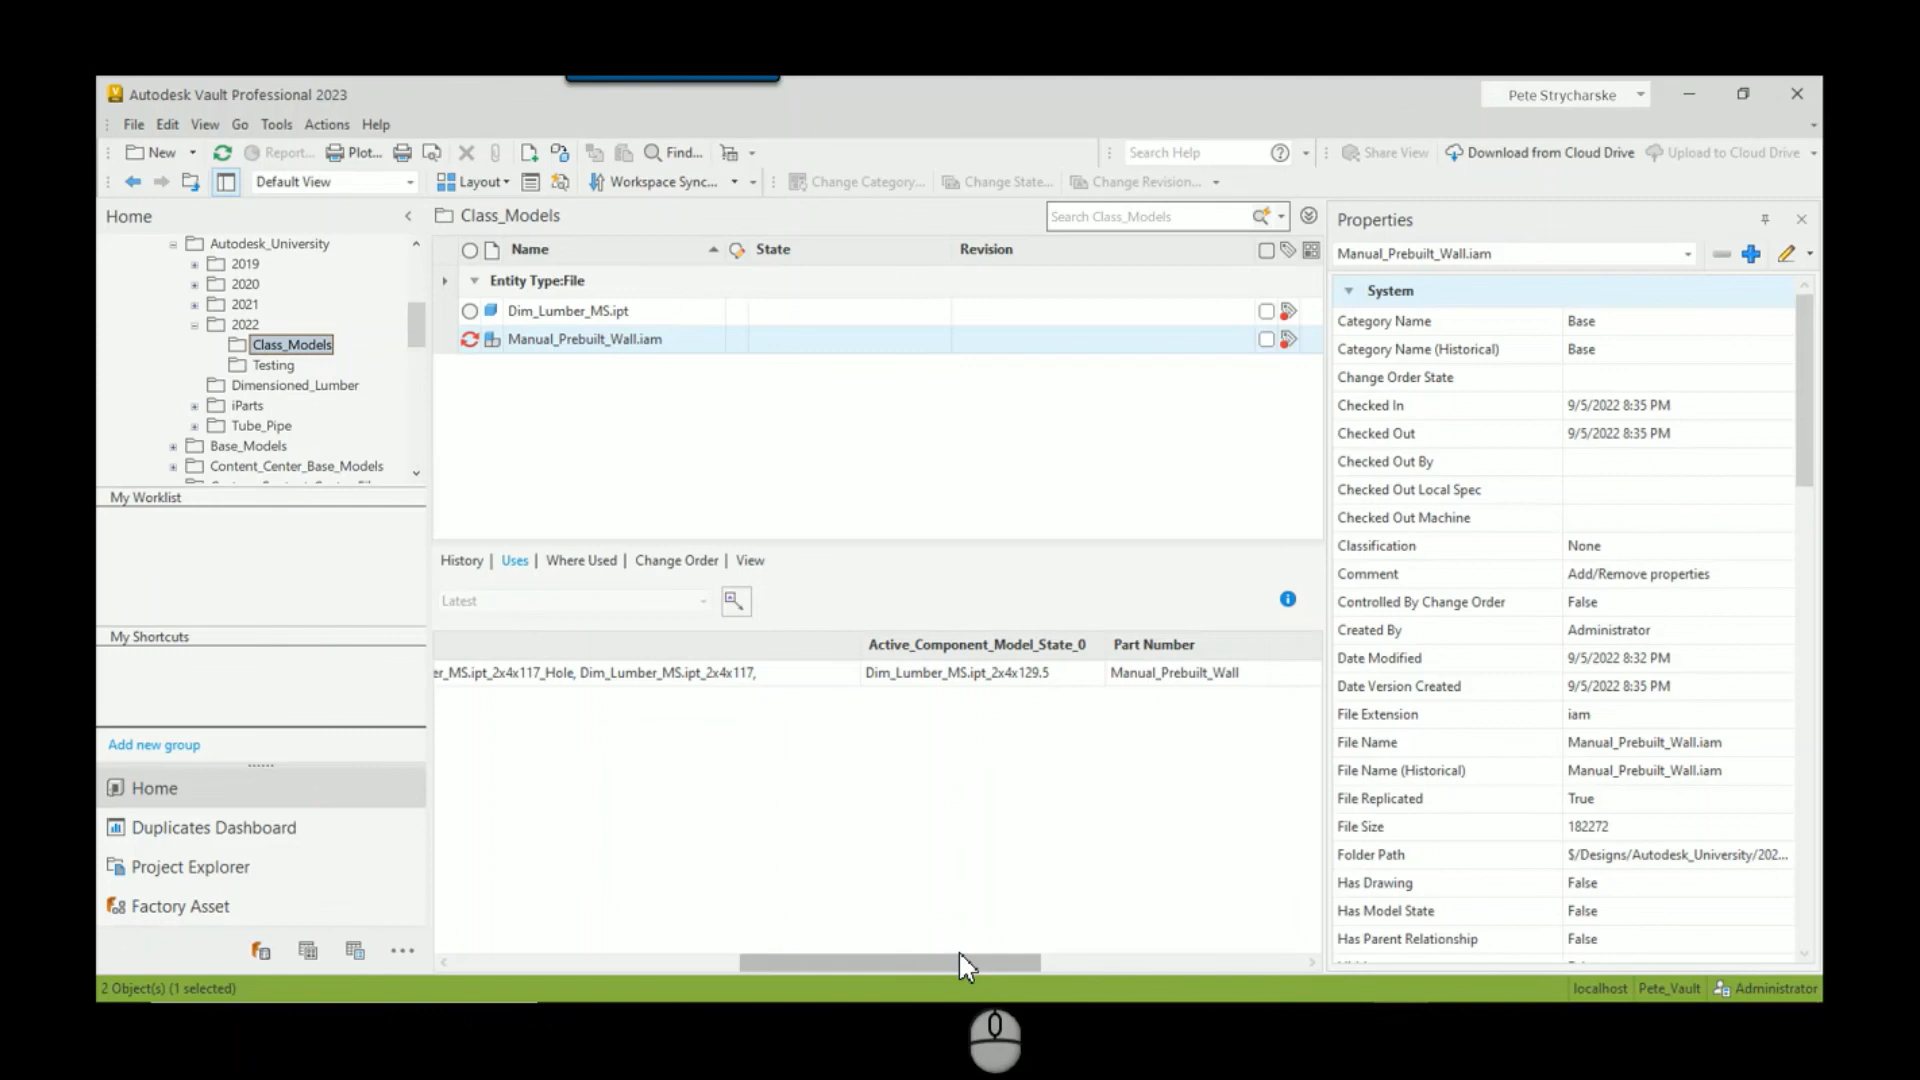 Autodesk Vault Professional 2023
Pete Strycharske
File Edit View Go Tools Actions Help
New Report... Plot... Find... Search Help Share View Download from Cloud Drive Upload to Cloud Drive
Default View Layout Workspace Sync... Change Category... Change State... Change Revision...
Home
Autodesk_University
2019
2020
2021
2022
Class_Models
Testing
Dimensioned_Lumber
iParts
Tube_Pipe
Base_Models
Content_Center_Base_Models
My Worklist
My Shortcuts
Add new group
Home
Duplicates Dashboard
Project Explorer
Factory Asset
Class_Models
Search Class_Models
Name State Revision
Entity Type:File
Dim_Lumber_MS.ipt
Manual_Prebuilt_Wall.iam
History | Uses | Where Used | Change Order | View
Latest
Active_Component_Model_State_0 Part Number
er_MS.ipt_2x4x117_Hole, Dim_Lumber_MS.ipt_2x4x117, Dim_Lumber_MS.ipt_2x4x129.5 Manual_Prebuilt_Wall
Properties
Manual_Prebuilt_Wall.iam
System
Category Name Base
Category Name (Historical) Base
Change Order State
Checked In 9/5/2022 8:35 PM
Checked Out 9/5/2022 8:35 PM
Checked Out By
Checked Out Local Spec
Checked Out Machine
Classification None
Comment Add/Remove properties
Controlled By Change Order False
Created By Administrator
Date Modified 9/5/2022 8:32 PM
Date Version Created 9/5/2022 8:35 PM
File Extension iam
File Name Manual_Prebuilt_Wall.iam
File Name (Historical) Manual_Prebuilt_Wall.iam
File Replicated True
File Size 182272
Folder Path $/Designs/Autodesk_University/202...
Has Drawing False
Has Model State False
Has Parent Relationship False
2 Object(s) (1 selected)
localhost Pete_Vault Administrator